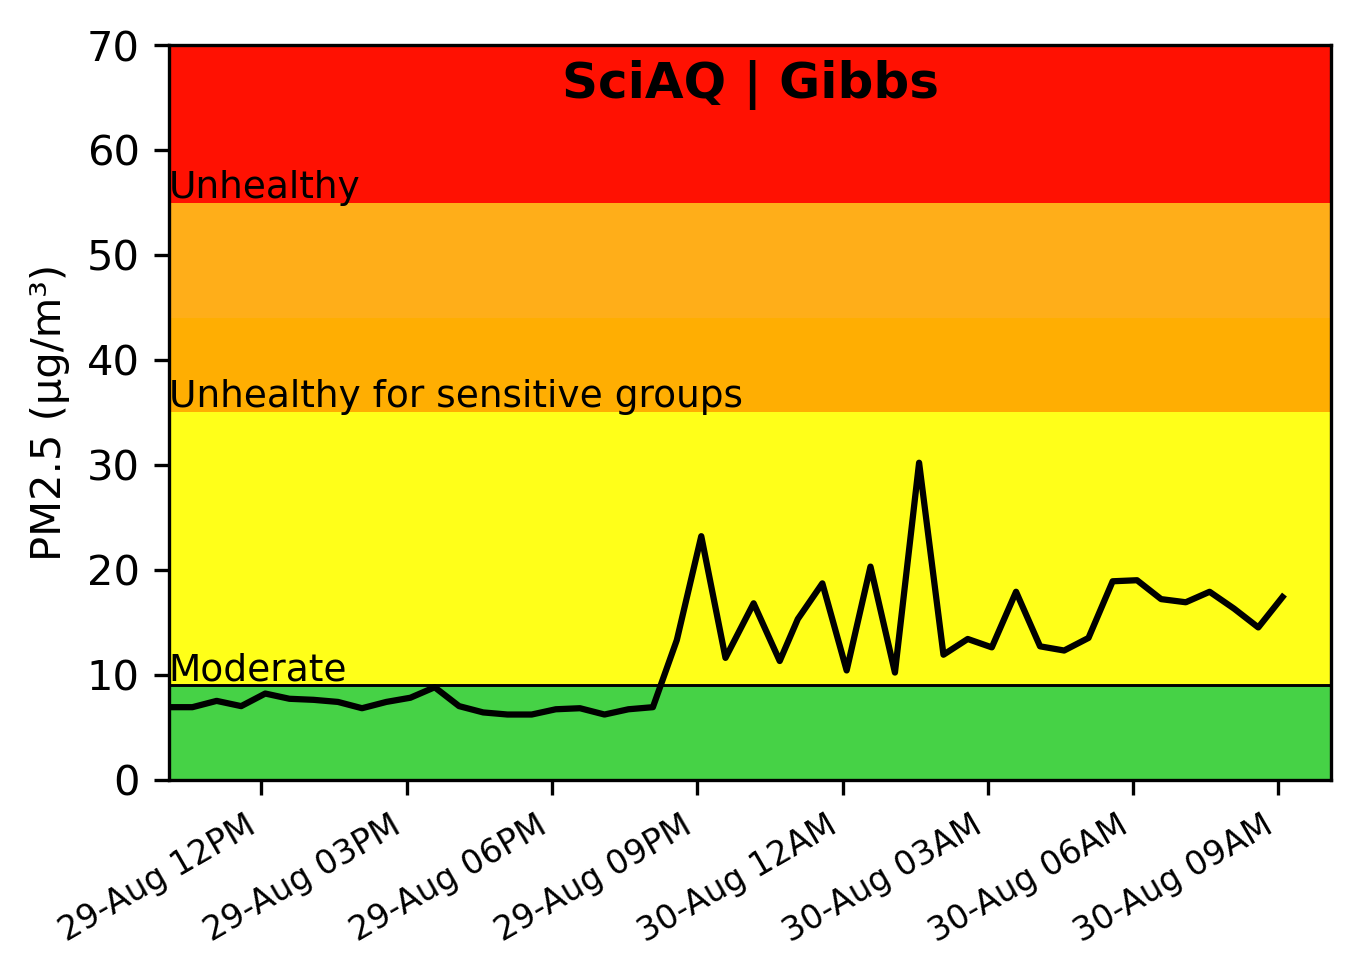 SciAQ | Gibbs
70
60
50
40
30
20
10
0
PM2.5 (µg/m³)
Unhealthy
Unhealthy for sensitive groups
Moderate
29-Aug 12PM
29-Aug 03PM
29-Aug 06PM
29-Aug 09PM
30-Aug 12AM
30-Aug 03AM
30-Aug 06AM
30-Aug 09AM